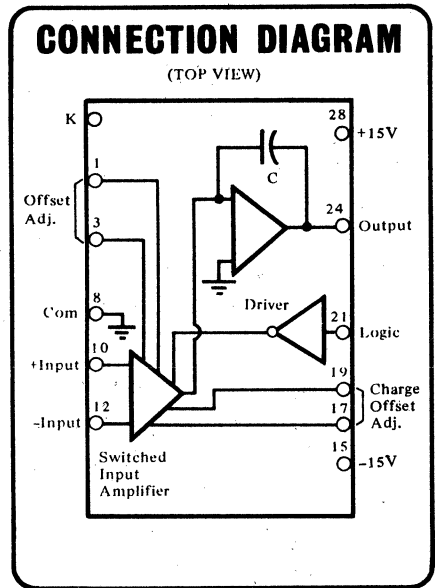 CONNECTION DIAGRAM
(TOP VIEW)
K
28
+15V
1
C
Offset
Adj.
24
Output
3
Driver
Com
8
21
Logic
10
+Input
19
Charge
Offset
Adj.
17
12
-Input
15
-15V
Switched
Input
Amplifier